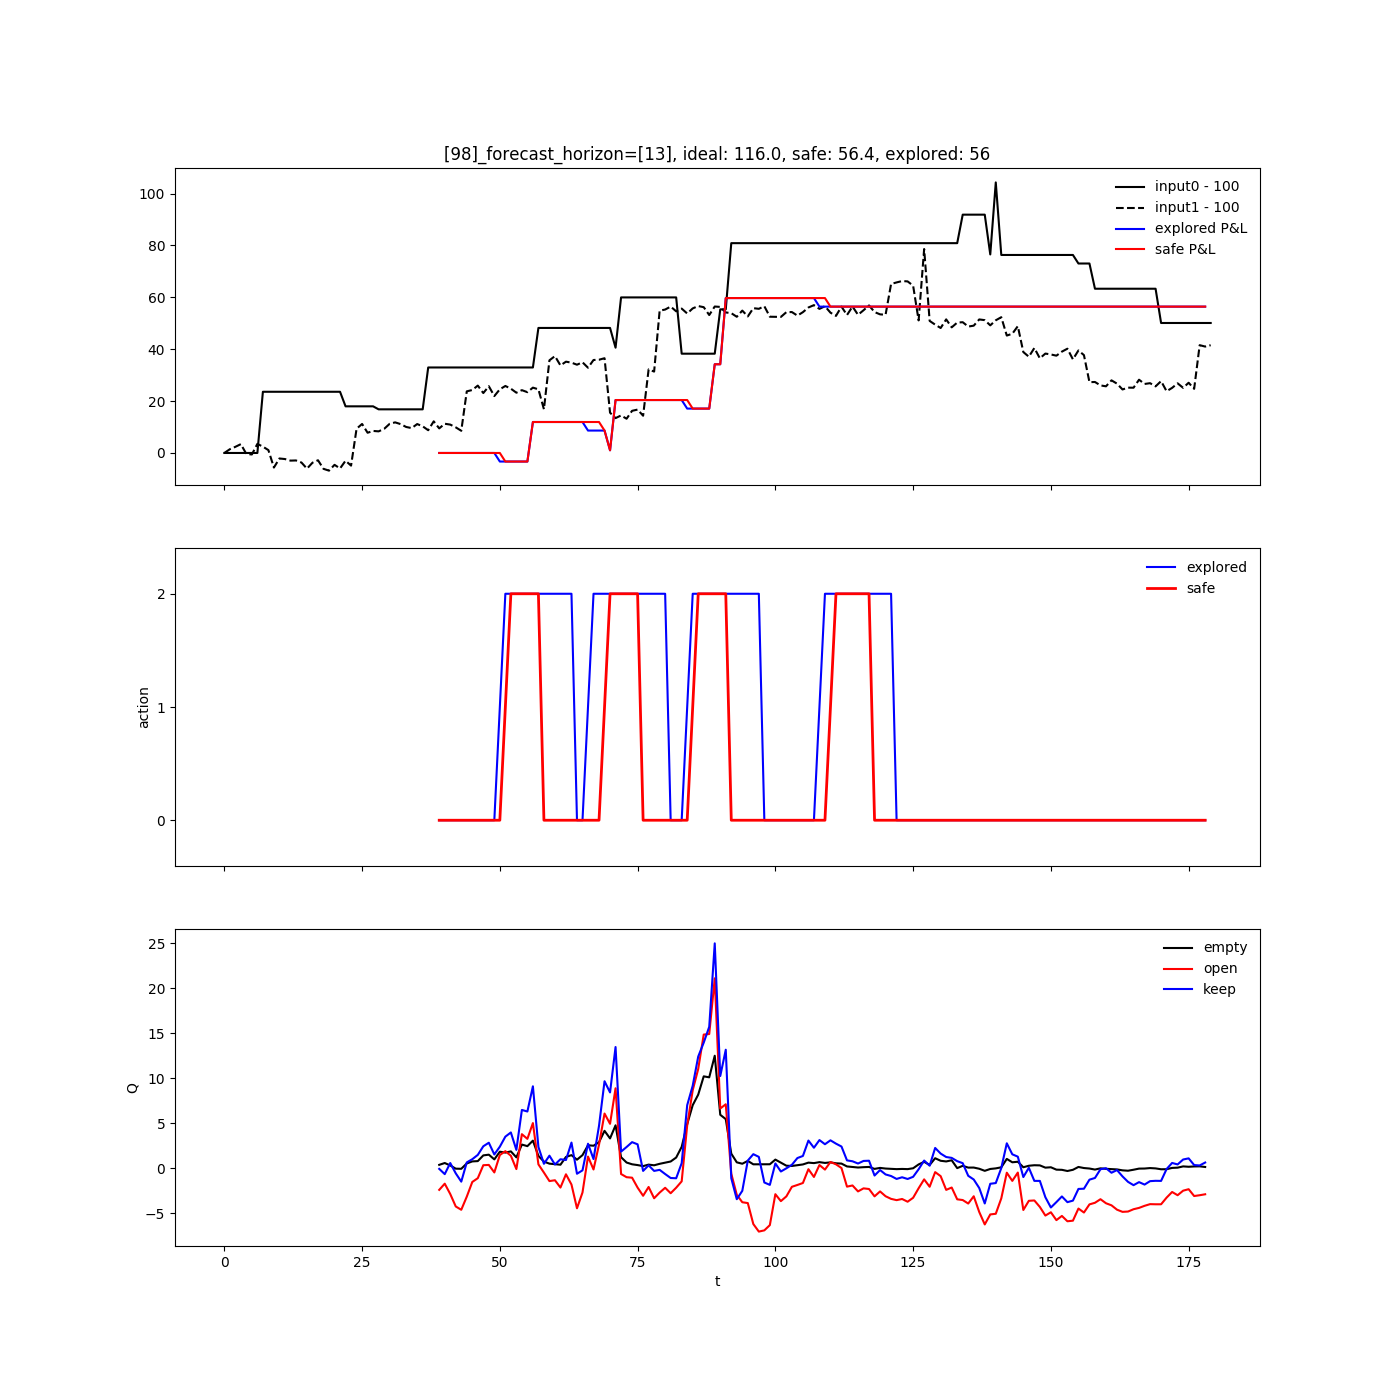 [98]_forecast_horizon=[13], ideal: 116.0, safe: 56.4, explored: 56
100
80
60
40
20
0
input0 - 100
input1 - 100
explored P&L
safe P&L
2
1
0
action
explored
safe
25
20
15
10
5
0
−5
Q
empty
open
keep
0 25 50 75 100 125 150 175
t